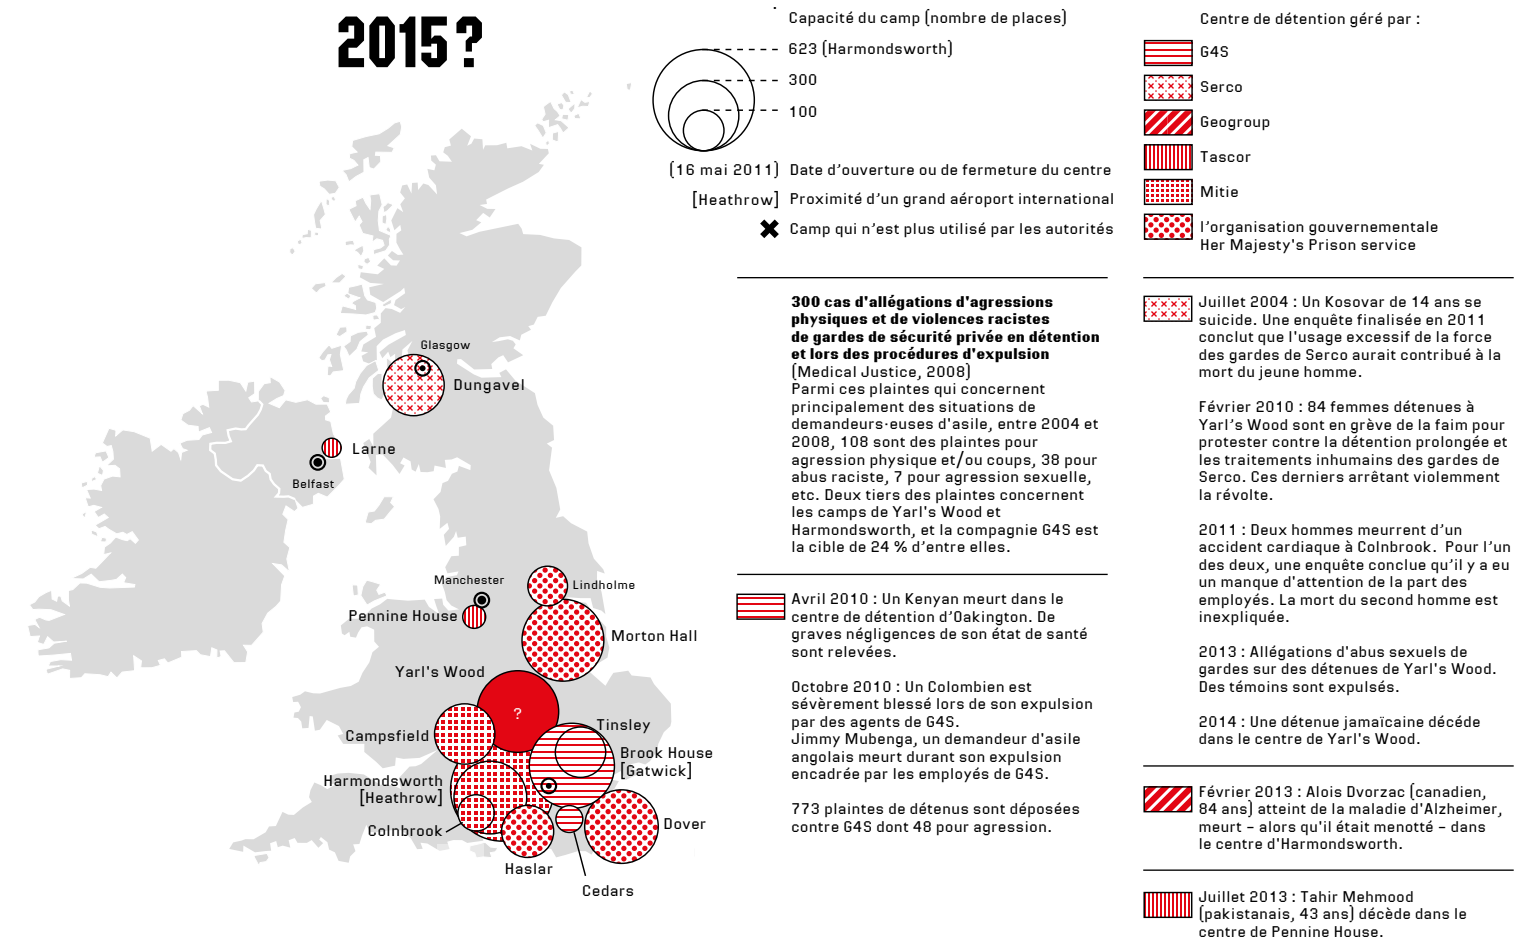 2015?
Capacité du camp (nombre de places)
623 (Harmondsworth)
300
100
(16 mai 2011) Date d'ouverture ou de fermeture du centre
[Heathrow] Proximité d'un grand aéroport international
Camp qui n'est plus utilisé par les autorités
Centre de détention géré par :
G4S
Serco
Geogroup
Tascor
Mitie
l'organisation gouvernementale
Her Majesty's Prison service
Glasgow
Dungavel
Larne
Belfast
Manchester
Lindholme
Pennine House
Morton Hall
Yarl's Wood
?
Tinsley
Campsfield
Brook House
[Gatwick]
Harmondsworth
[Heathrow]
Colnbrook
Dover
Haslar
Cedars
300 cas d'allégations d'agressions
physiques et de violences racistes
de gardes de sécurité privée en détention
et lors des procédures d'expulsion
(Medical Justice, 2008)
Parmi ces plaintes qui concernent
principalement des situations de
demandeurs·euses d'asile, entre 2004 et
2008, 108 sont des plaintes pour
agression physique et/ou coups, 38 pour
abus raciste, 7 pour agression sexuelle,
etc. Deux tiers des plaintes concernent
les camps de Yarl's Wood et
Harmondsworth, et la compagnie G4S est
la cible de 24 % d'entre elles.
Avril 2010 : Un Kenyan meurt dans le
centre de détention d'Oakington. De
graves négligences de son état de santé
sont relevées.
Octobre 2010 : Un Colombien est
sévèrement blessé lors de son expulsion
par des agents de G4S.
Jimmy Mubenga, un demandeur d'asile
angolais meurt durant son expulsion
encadrée par les employés de G4S.
773 plaintes de détenus sont déposées
contre G4S dont 48 pour agression.
Juillet 2004 : Un Kosovar de 14 ans se
suicide. Une enquête finalisée en 2011
conclut que l'usage excessif de la force
des gardes de Serco aurait contribué à la
mort du jeune homme.
Février 2010 : 84 femmes détenues à
Yarl's Wood sont en grève de la faim pour
protester contre la détention prolongée et
les traitements inhumains des gardes de
Serco. Ces derniers arrêtant violemment
la révolte.
2011 : Deux hommes meurrent d'un
accident cardiaque à Colnbrook. Pour l'un
des deux, une enquête conclue qu'il y a eu
un manque d'attention de la part des
employés. La mort du second homme est
inexpliquée.
2013 : Allégations d'abus sexuels de
gardes sur des détenues de Yarl's Wood.
Des témoins sont expulsés.
2014 : Une détenue jamaïcaine décéde
dans le centre de Yarl's Wood.
Février 2013 : Alois Dvorzac (canadien,
84 ans) atteint de la maladie d'Alzheimer,
meurt – alors qu'il était menotté – dans
le centre d'Harmondsworth.
Juillet 2013 : Tahir Mehmood
(pakistanais, 43 ans) décède dans le
centre de Pennine House.